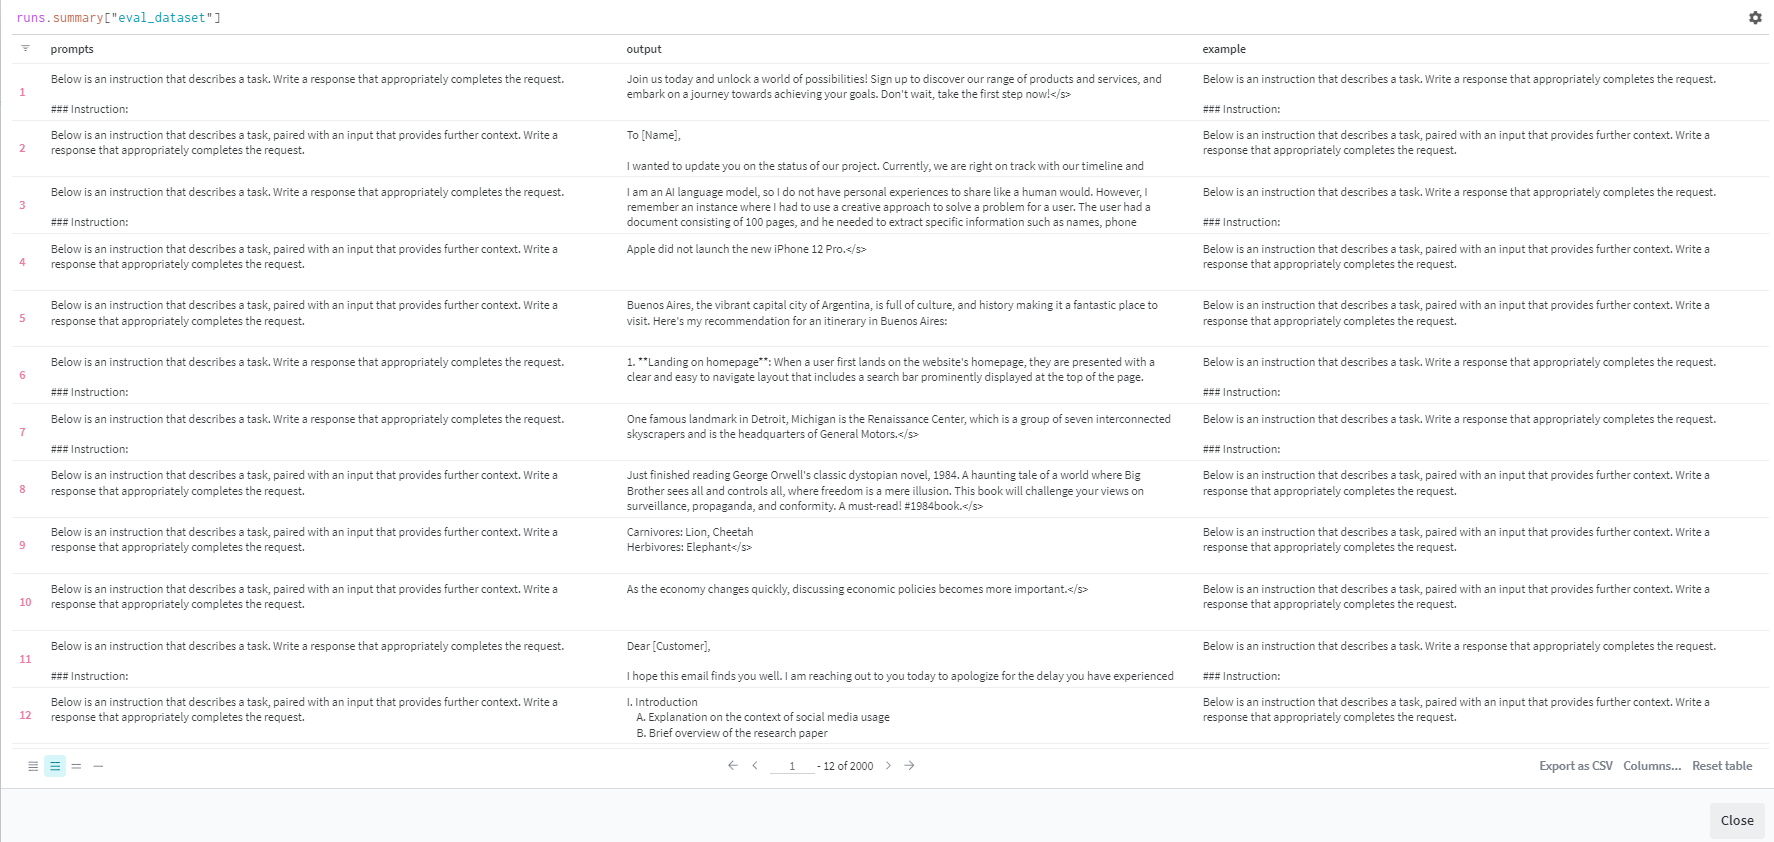 runs.summary["eval_dataset"]
prompts output example
1
Below is an instruction that describes a task. Write a response that appropriately completes the request.
### Instruction:
Join us today and unlock a world of possibilities! Sign up to discover our range of products and services, and
embark on a journey towards achieving your goals. Don't wait, take the first step now!</s>
Below is an instruction that describes a task. Write a response that appropriately completes the request.
### Instruction:
2
Below is an instruction that describes a task, paired with an input that provides further context. Write a
response that appropriately completes the request.
To [Name],
I wanted to update you on the status of our project. Currently, we are right on track with our timeline and
Below is an instruction that describes a task, paired with an input that provides further context. Write a
response that appropriately completes the request.
3
Below is an instruction that describes a task. Write a response that appropriately completes the request.
### Instruction:
I am an AI language model, so I do not have personal experiences to share like a human would. However, I
remember an instance where I had to use a creative approach to solve a problem for a user. The user had a
document consisting of 100 pages, and he needed to extract specific information such as names, phone
Below is an instruction that describes a task. Write a response that appropriately completes the request.
### Instruction:
4
Below is an instruction that describes a task, paired with an input that provides further context. Write a
response that appropriately completes the request.
Apple did not launch the new iPhone 12 Pro.</s>
Below is an instruction that describes a task, paired with an input that provides further context. Write a
response that appropriately completes the request.
5
Below is an instruction that describes a task, paired with an input that provides further context. Write a
response that appropriately completes the request.
Buenos Aires, the vibrant capital city of Argentina, is full of culture, and history making it a fantastic place to
visit. Here's my recommendation for an itinerary in Buenos Aires:
Below is an instruction that describes a task, paired with an input that provides further context. Write a
response that appropriately completes the request.
6
Below is an instruction that describes a task. Write a response that appropriately completes the request.
### Instruction:
1. **Landing on homepage**: When a user first lands on the website's homepage, they are presented with a
clear and easy to navigate layout that includes a search bar prominently displayed at the top of the page.
Below is an instruction that describes a task. Write a response that appropriately completes the request.
### Instruction:
7
Below is an instruction that describes a task. Write a response that appropriately completes the request.
### Instruction:
One famous landmark in Detroit, Michigan is the Renaissance Center, which is a group of seven interconnected
skyscrapers and is the headquarters of General Motors.</s>
Below is an instruction that describes a task. Write a response that appropriately completes the request.
### Instruction:
8
Below is an instruction that describes a task, paired with an input that provides further context. Write a
response that appropriately completes the request.
Just finished reading George Orwell's classic dystopian novel, 1984. A haunting tale of a world where Big
Brother sees all and controls all, where freedom is a mere illusion. This book will challenge your views on
surveillance, propaganda, and conformity. A must-read! #1984book.</s>
Below is an instruction that describes a task, paired with an input that provides further context. Write a
response that appropriately completes the request.
9
Below is an instruction that describes a task, paired with an input that provides further context. Write a
response that appropriately completes the request.
Carnivores: Lion, Cheetah
Herbivores: Elephant</s>
Below is an instruction that describes a task, paired with an input that provides further context. Write a
response that appropriately completes the request.
10
Below is an instruction that describes a task, paired with an input that provides further context. Write a
response that appropriately completes the request.
As the economy changes quickly, discussing economic policies becomes more important.</s>
Below is an instruction that describes a task, paired with an input that provides further context. Write a
response that appropriately completes the request.
11
Below is an instruction that describes a task. Write a response that appropriately completes the request.
### Instruction:
Dear [Customer],
I hope this email finds you well. I am reaching out to you today to apologize for the delay you have experienced
Below is an instruction that describes a task. Write a response that appropriately completes the request.
### Instruction:
12
Below is an instruction that describes a task, paired with an input that provides further context. Write a
response that appropriately completes the request.
I. Introduction
A. Explanation on the context of social media usage
B. Brief overview of the research paper
Below is an instruction that describes a task, paired with an input that provides further context. Write a
response that appropriately completes the request.
1 - 12 of 2000
Export as CSV Columns... Reset table
Close